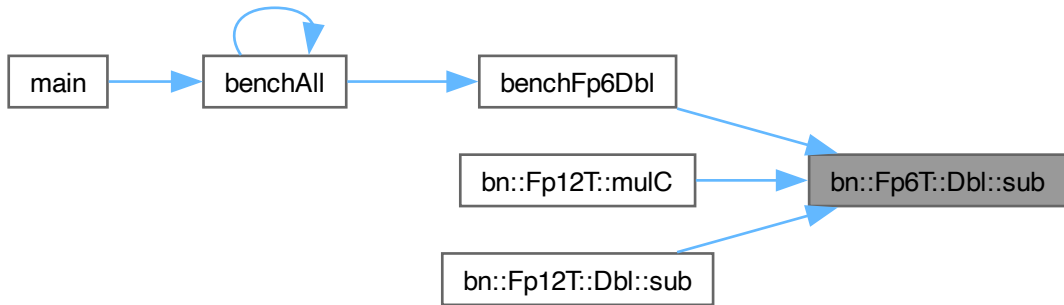 main
benchAll
benchFp6Dbl
bn::Fp12T::mulC
bn::Fp12T::Dbl::sub
bn::Fp6T::Dbl::sub